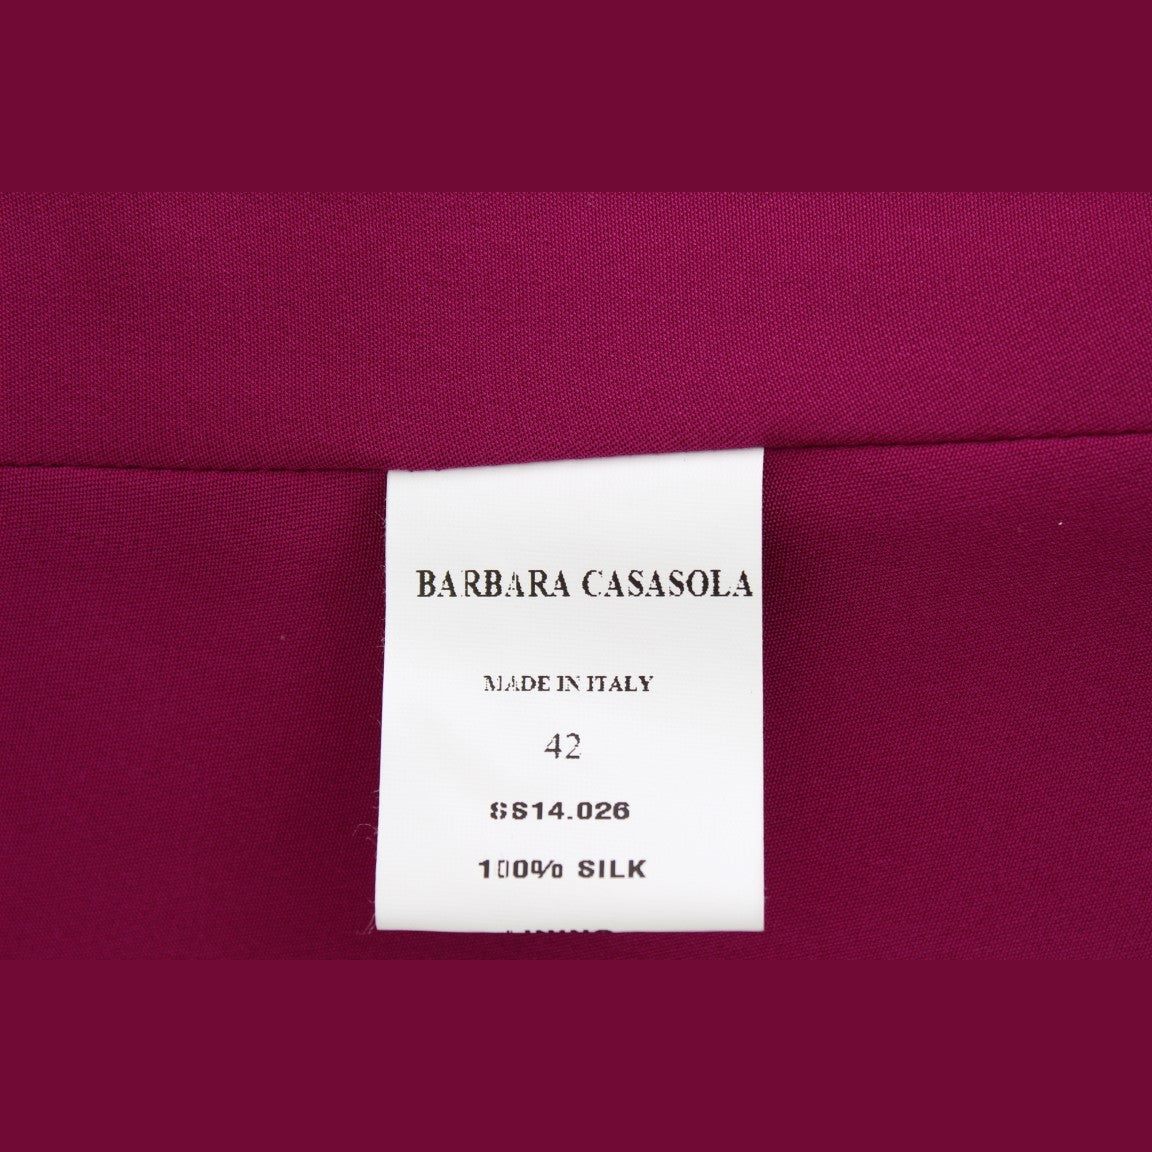 BARBARA CASASOLA
MADE IN ITALY
42
SS14.026
100% SILK